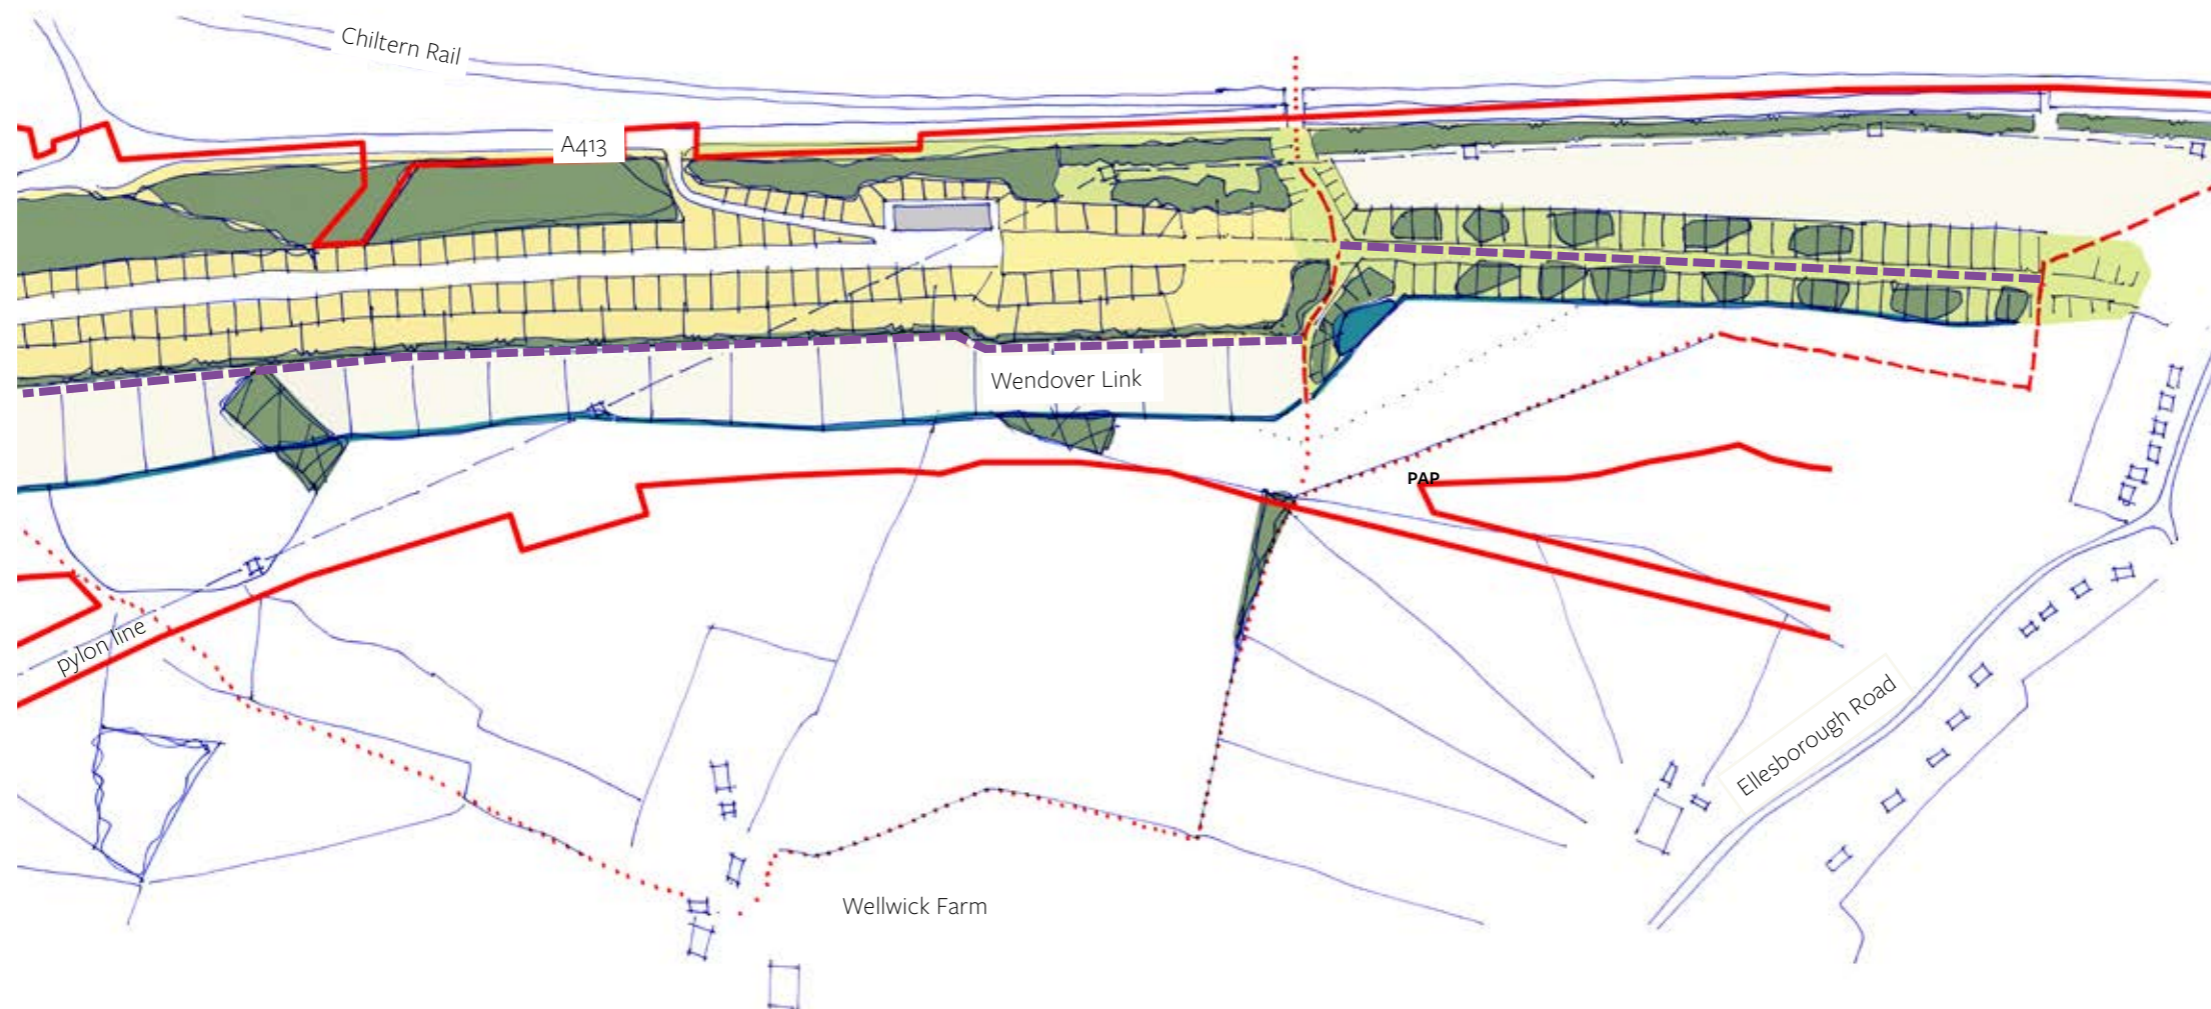 Chiltern Rail
A413
Wendover Link
PAP
pylon line
Ellesborough Road
Wellwick Farm